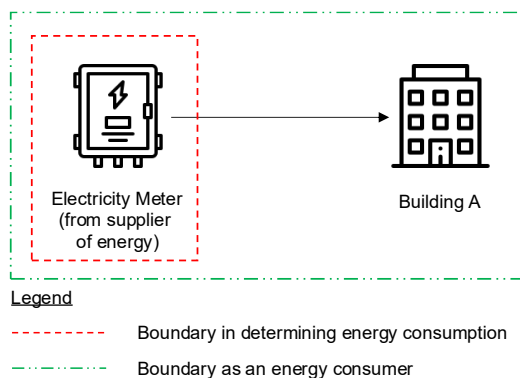 Electricity Meter
(from supplier
of energy)
Building A
Legend
Boundary in determining energy consumption
Boundary as an energy consumer